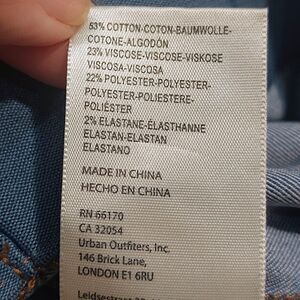 53% COTTON-COTON-BAUMWOLLE-
COTONE-ALGODÓN
23% VISCOSE-VISCOSE-VISKOSE
VISCOSA-VISCOSA
22% POLYESTER-POLYESTER-
POLYESTER-POLIESTERE-
POLIÉSTER
2% ELASTANE-ÉLASTHANNE
ELASTAN-ELASTAN
ELASTANO
MADE IN CHINA
HECHO EN CHINA
RN 66170
CA 32054
Urban Outfitters, Inc.
146 Brick Lane,
LONDON E1 6RU
Leidsestraat